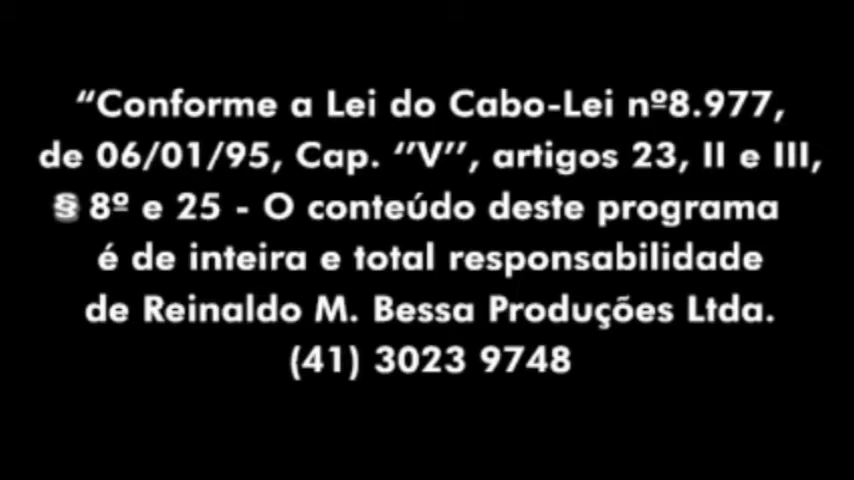 “Conforme a Lei do Cabo-Lei nº8.977,
de 06/01/95, Cap. ‘‘V’’, artigos 23, II e III,
§ 8º e 25 - O conteúdo deste programa
é de inteira e total responsabilidade
de Reinaldo M. Bessa Produções Ltda.
(41) 3023 9748